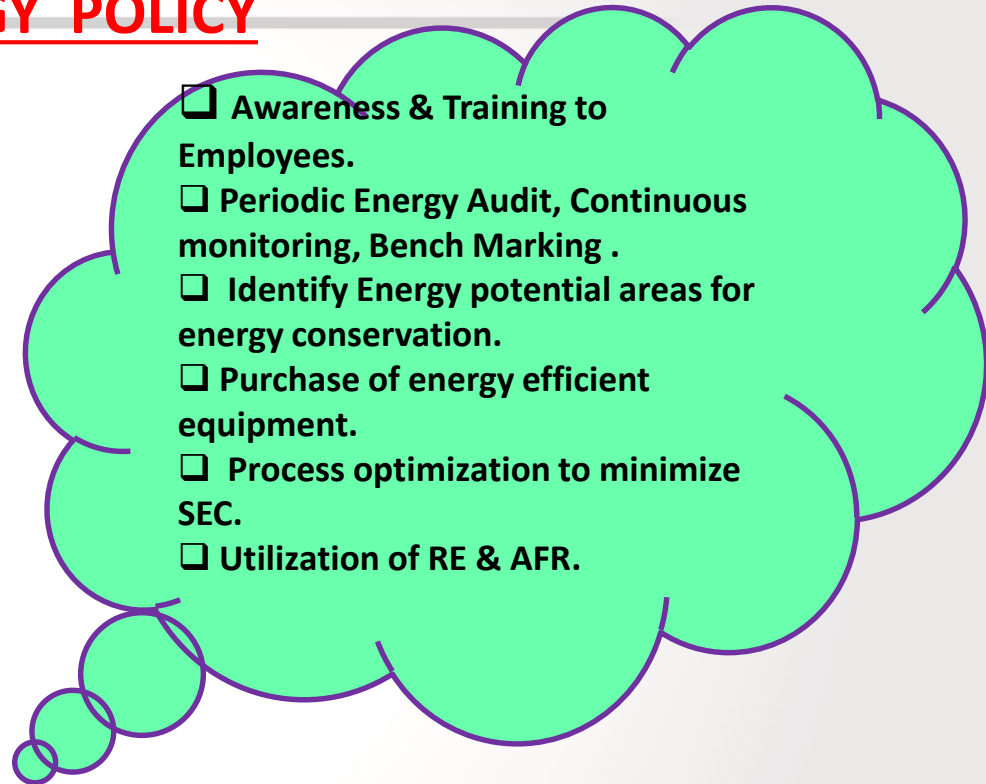 GY POLICY
❑ Awareness & Training to
Employees.
❑ Periodic Energy Audit, Continuous
monitoring, Bench Marking .
❑ Identify Energy potential areas for
energy conservation.
❑ Purchase of energy efficient
equipment.
❑ Process optimization to minimize
SEC.
❑ Utilization of RE & AFR.